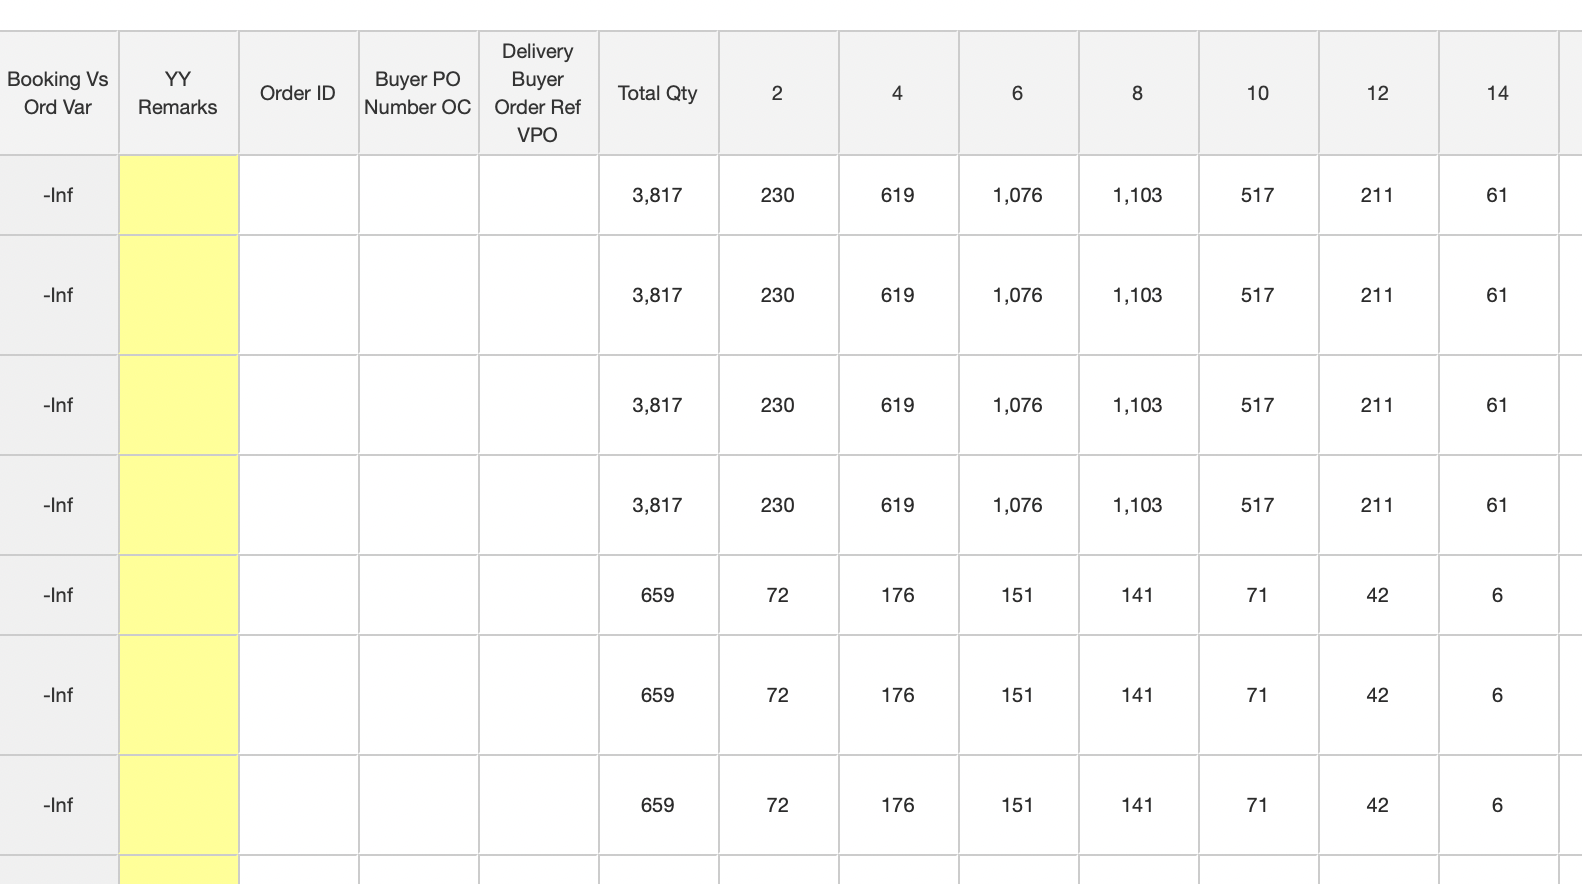 Booking Vs Ord Var YY Remarks Order ID Buyer PO Number OC Delivery Buyer Order Ref VPO Total Qty 2 4 6 8 10 12 14
-Inf 3,817 230 619 1,076 1,103 517 211 61
-Inf 3,817 230 619 1,076 1,103 517 211 61
-Inf 3,817 230 619 1,076 1,103 517 211 61
-Inf 3,817 230 619 1,076 1,103 517 211 61
-Inf 659 72 176 151 141 71 42 6
-Inf 659 72 176 151 141 71 42 6
-Inf 659 72 176 151 141 71 42 6